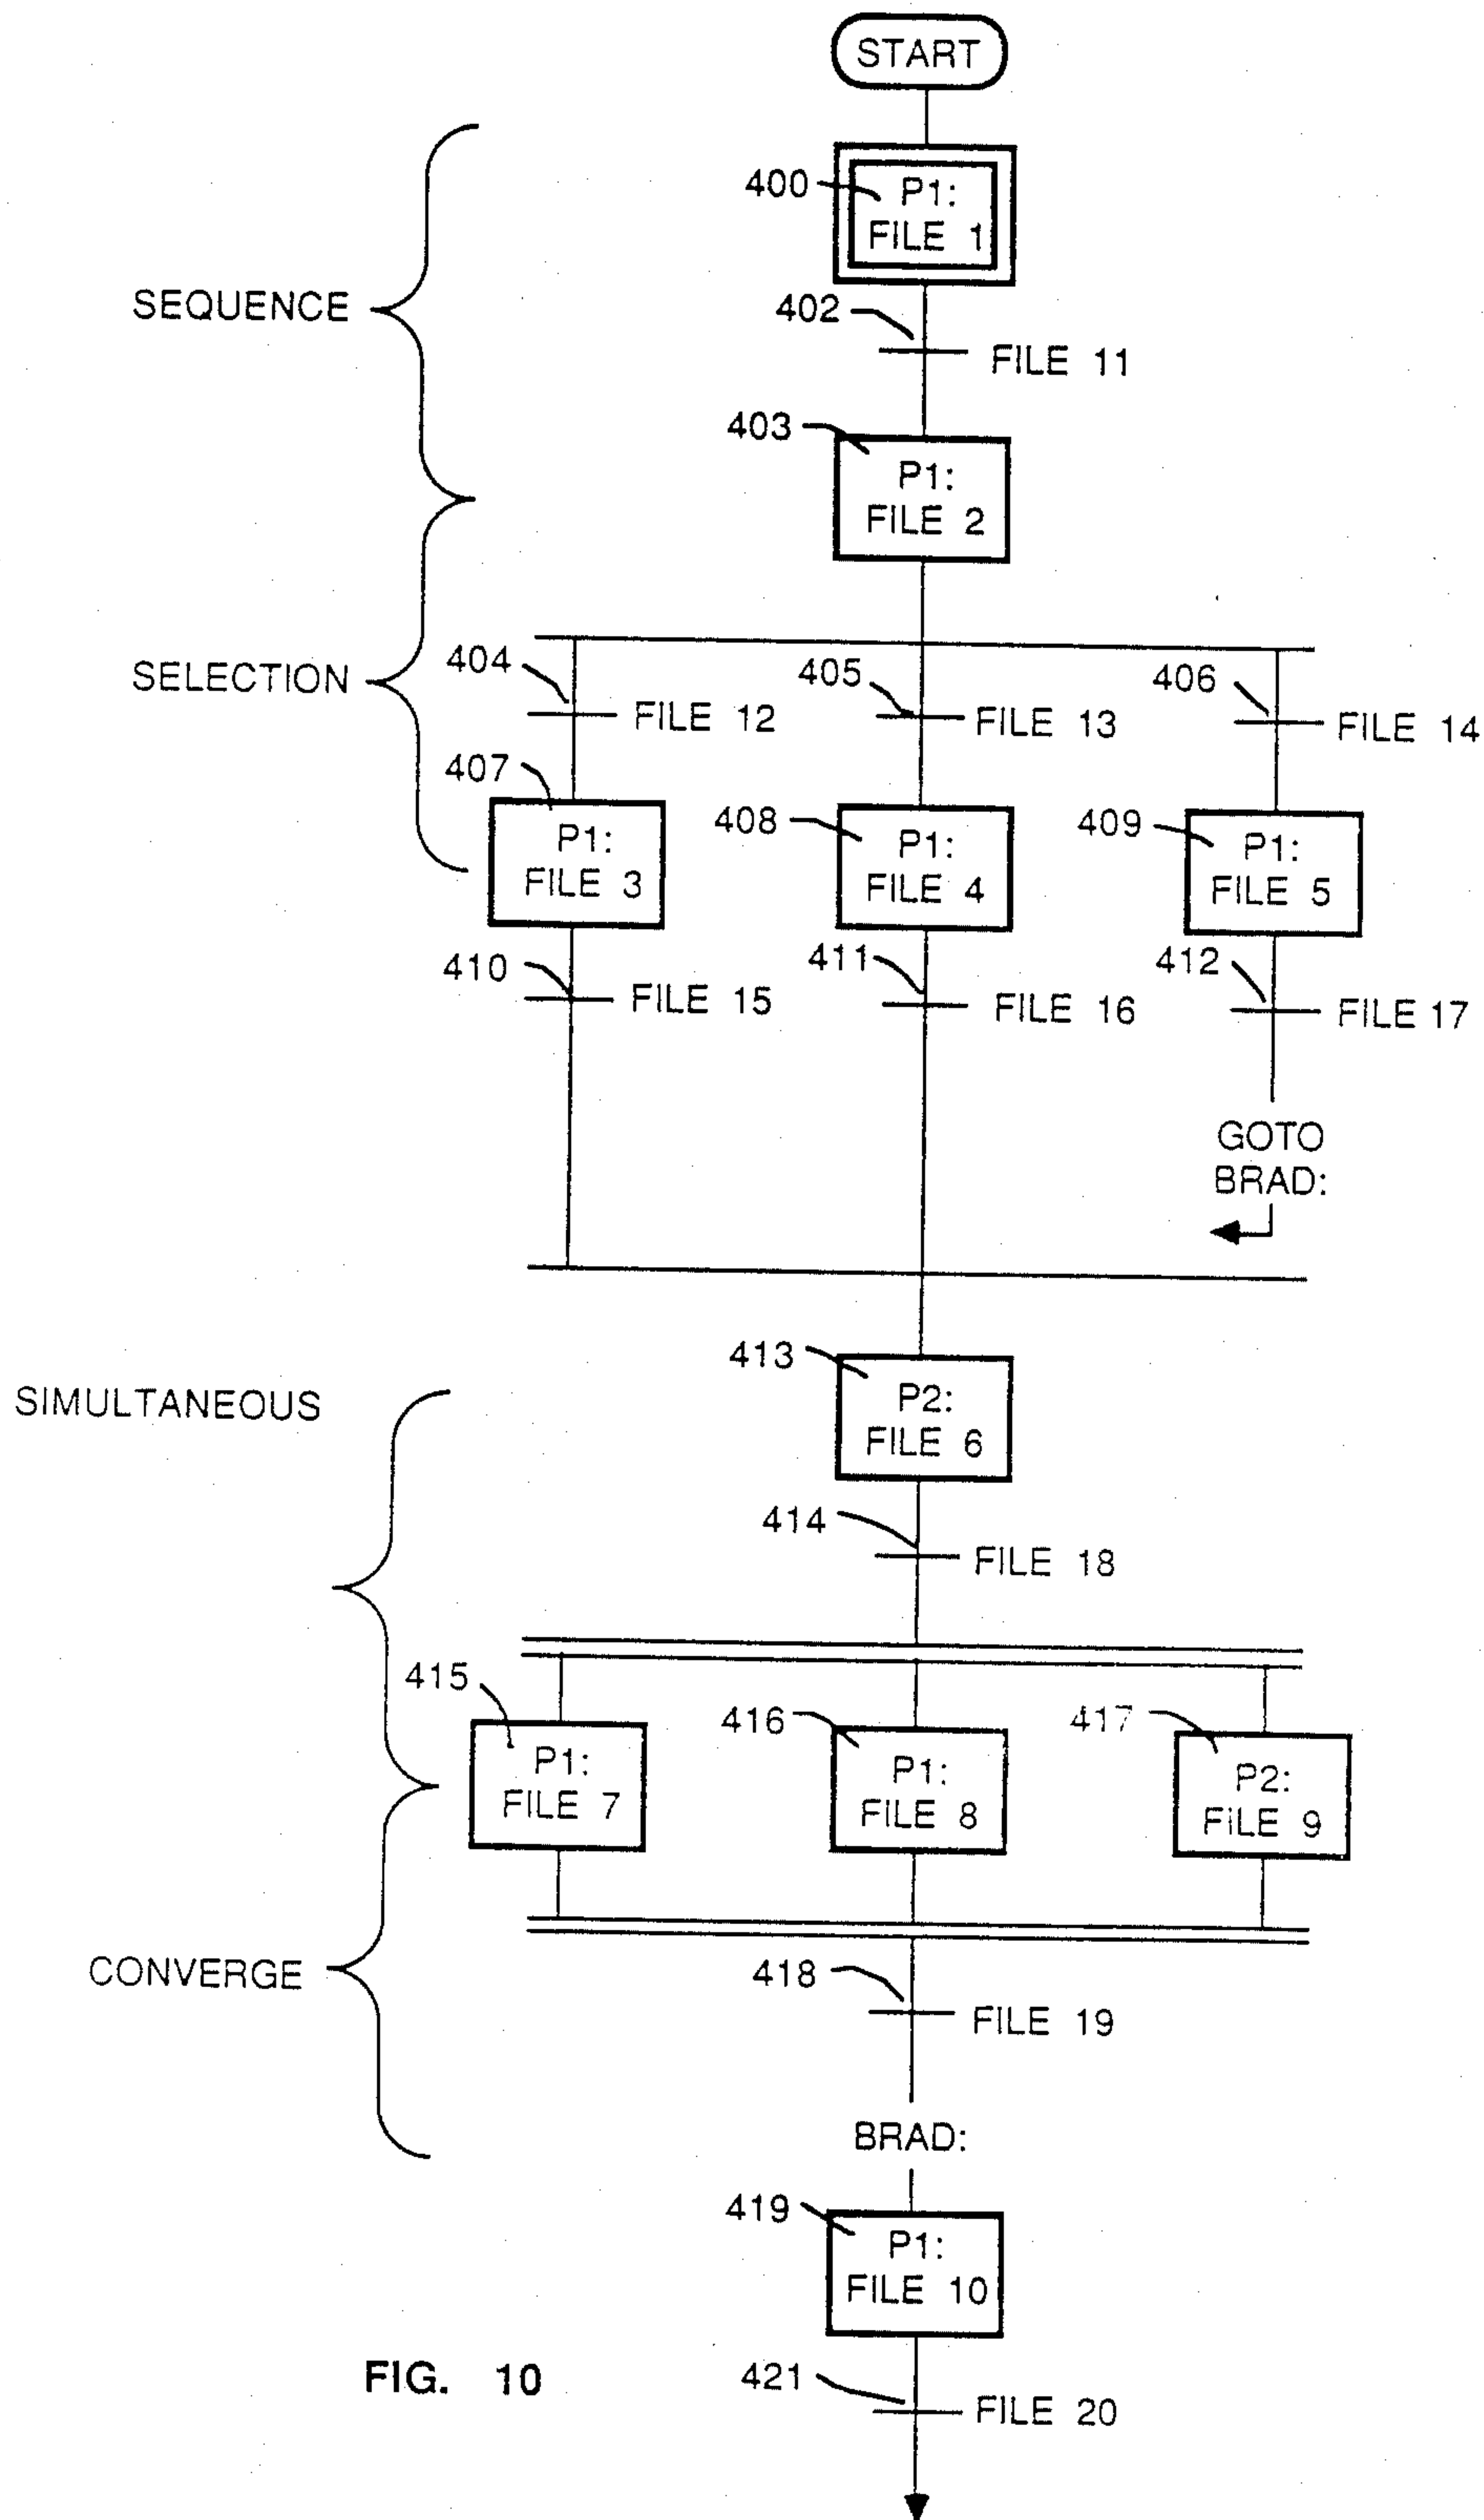 START
400
P1:
FILE 1
SEQUENCE
402
FILE 11
403
P1:
FILE 2
SELECTION
404
FILE 12
405
FILE 13
406
FILE 14
407
P1:
FILE 3
408
P1:
FILE 4
409
P1:
FILE 5
410
FILE 15
411
FILE 16
412
FILE 17
GOTO
BRAD:
413
P2:
FILE 6
SIMULTANEOUS
414
FILE 18
415
P1:
FILE 7
416
P1:
FILE 8
417
P2:
FILE 9
CONVERGE
418
FILE 19
BRAD:
419
P1:
FILE 10
FIG. 10
421
FILE 20